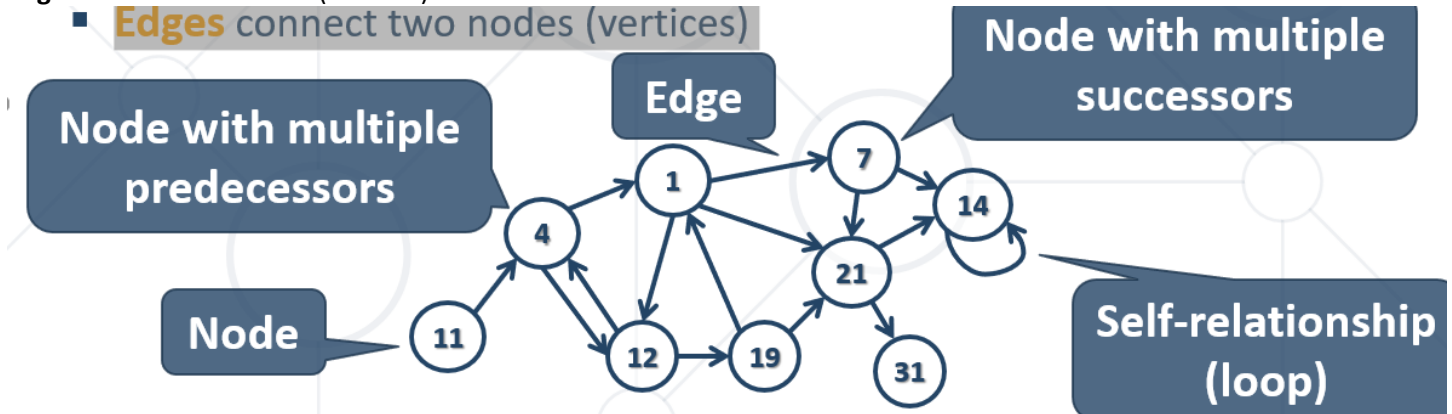 Edges connect two nodes (vertices)
Node with multiple
successors
Edge
Node with multiple
predecessors
7
1
14
4
21
Node
11
12
19
31
Self-relationship
(loop)